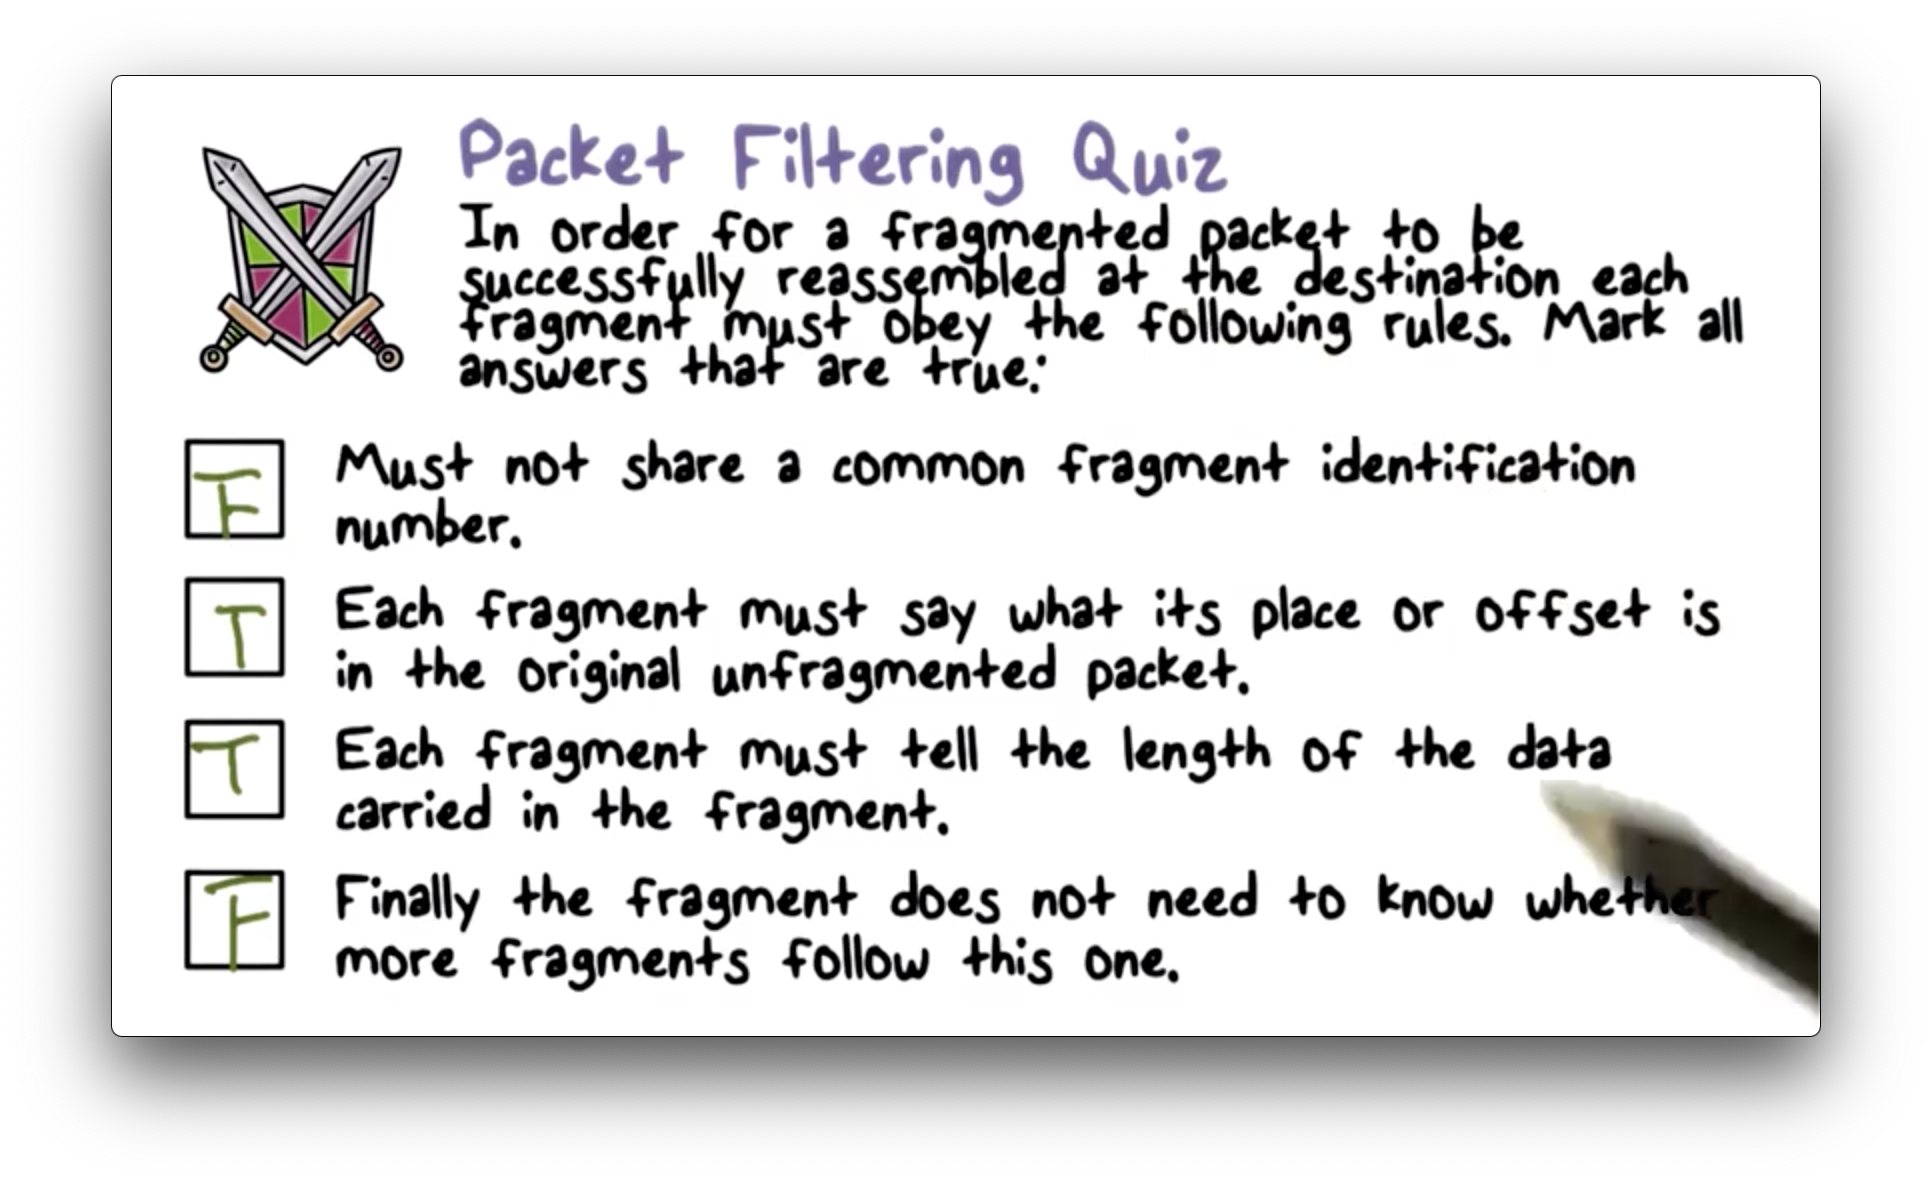 Packet Filtering Quiz
In order for a fragmented packet to be
successfully reassembled at the destination each
fragment must obey the following rules. Mark all
answers that are true:
F Must not share a common fragment identification
number.
T Each fragment must say what its place or offset is
in the original unfragmented packet.
T Each fragment must tell the length of the data
carried in the fragment.
F Finally the fragment does not need to know whether
more fragments follow this one.